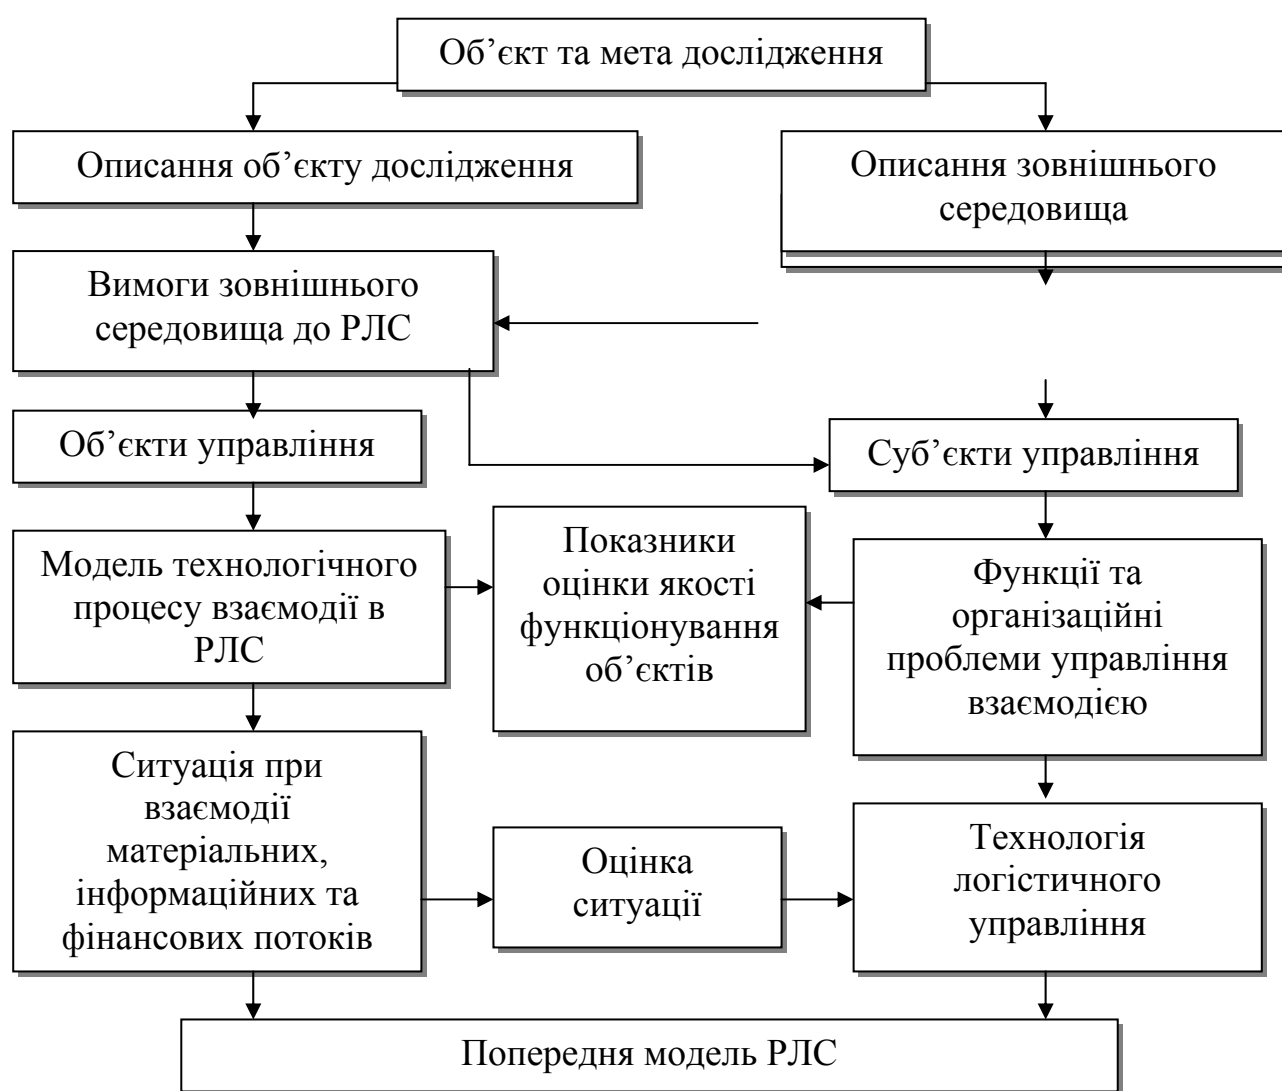 Об’єкт та мета дослідження
Описання об’єкту дослідження
Описання зовнішнього
середовища
Вимоги зовнішнього
середовища до РЛС
Об’єкти управління
Суб’єкти управління
Модель технологічного
процесу взаємодії в
РЛС
Показники
оцінки якості
функціонування
об’єктів
Функції та
організаційні
проблеми управління
взаємодією
Ситуація при
взаємодії
матеріальних,
інформаційних та
фінансових потоків
Оцінка
ситуації
Технологія
логістичного
управління
Попередня модель РЛС